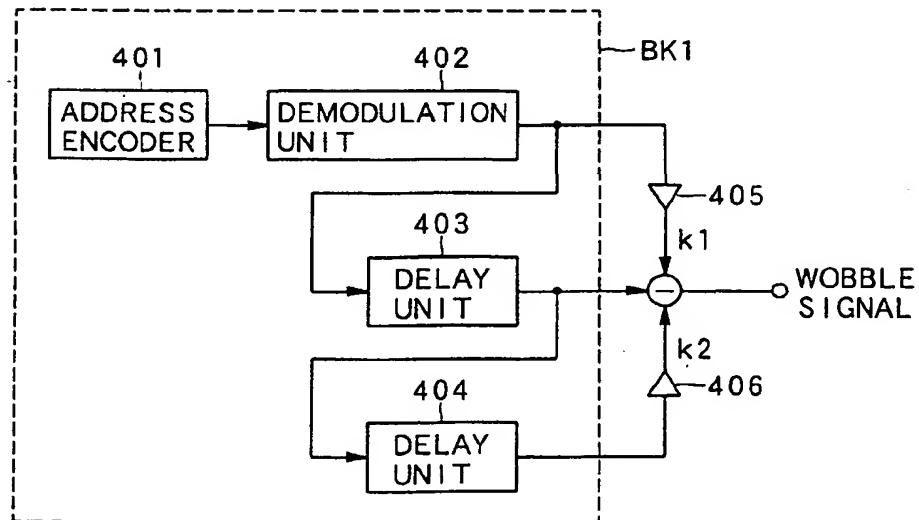 401
402
BK1
ADDRESS
ENCODER
DEMODULATION
UNIT
405
k1
403
DELAY
UNIT
WOBBLE
SIGNAL
k2
406
404
DELAY
UNIT